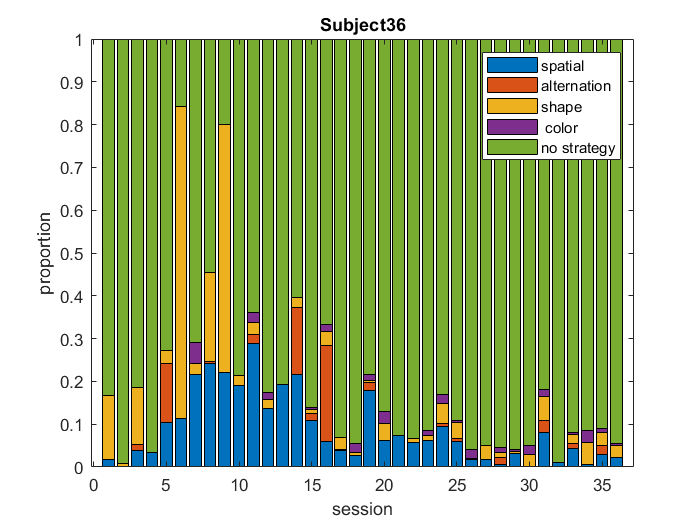 Subject36
1
0.9
0.8
0.7
0.6
0.5
0.4
0.3
0.2
0.1
0
proportion
spatial
alternation
shape
color
no strategy
0 5 10 15 20 25 30 35
session